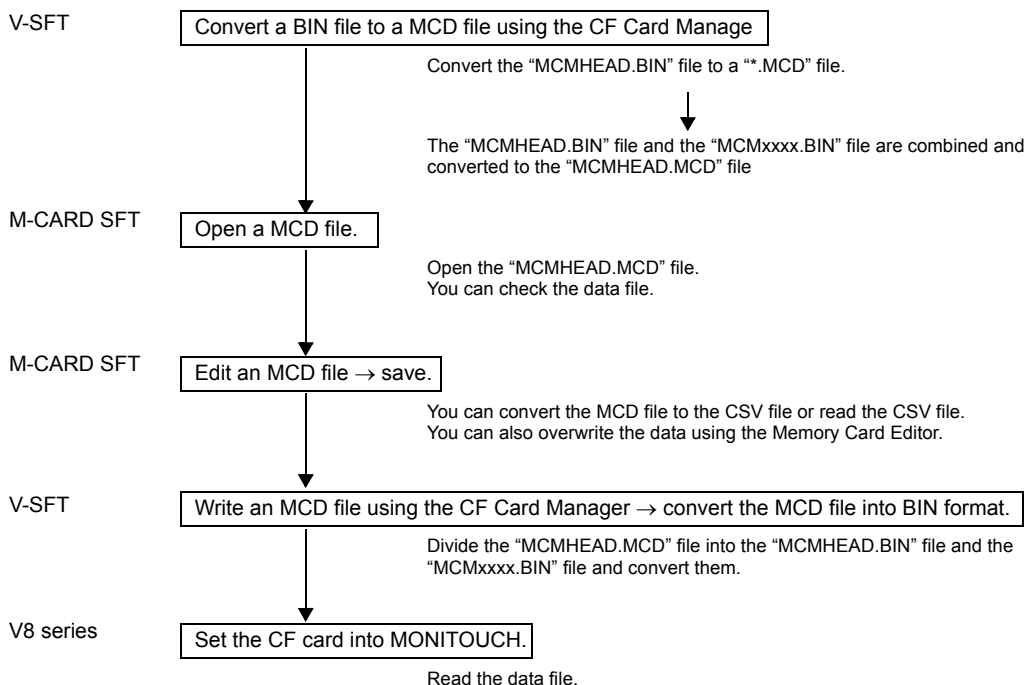 V-SFT
Convert a BIN file to a MCD file using the CF Card Manage
Convert the “MCMHEAD.BIN” file to a “*.MCD” file.
The “MCMHEAD.BIN” file and the “MCMxxxx.BIN” file are combined and
converted to the “MCMHEAD.MCD” file
M-CARD SFT
Open a MCD file.
Open the “MCMHEAD.MCD” file.
You can check the data file.
M-CARD SFT
Edit an MCD file → save.
You can convert the MCD file to the CSV file or read the CSV file.
You can also overwrite the data using the Memory Card Editor.
V-SFT
Write an MCD file using the CF Card Manager → convert the MCD file into BIN format.
Divide the “MCMHEAD.MCD” file into the “MCMHEAD.BIN” file and the
“MCMxxxx.BIN” file and convert them.
V8 series
Set the CF card into MONITOUCH.
Read the data file.